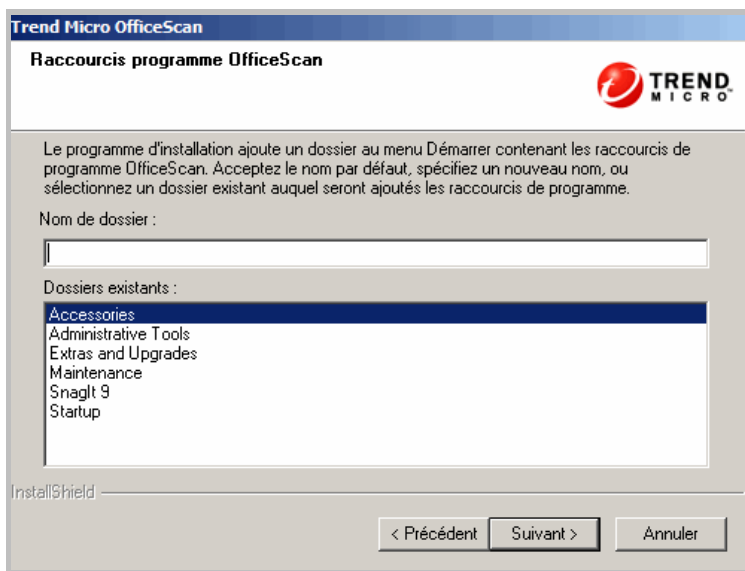 Trend Micro OfficeScan
Raccourcis programme OfficeScan
TREND
MICRO
Le programme d'installation ajoute un dossier au menu Démarrer contenant les raccourcis de
programme OfficeScan. Acceptez le nom par défaut, spécifiez un nouveau nom, ou
sélectionnez un dossier existant auquel seront ajoutés les raccourcis de programme.
Nom de dossier :
Dossiers existants :
Accessories
Administrative Tools
Extras and Upgrades
Maintenance
SnagIt 9
Startup
InstallShield
< Précédent
Suivant >
Annuler